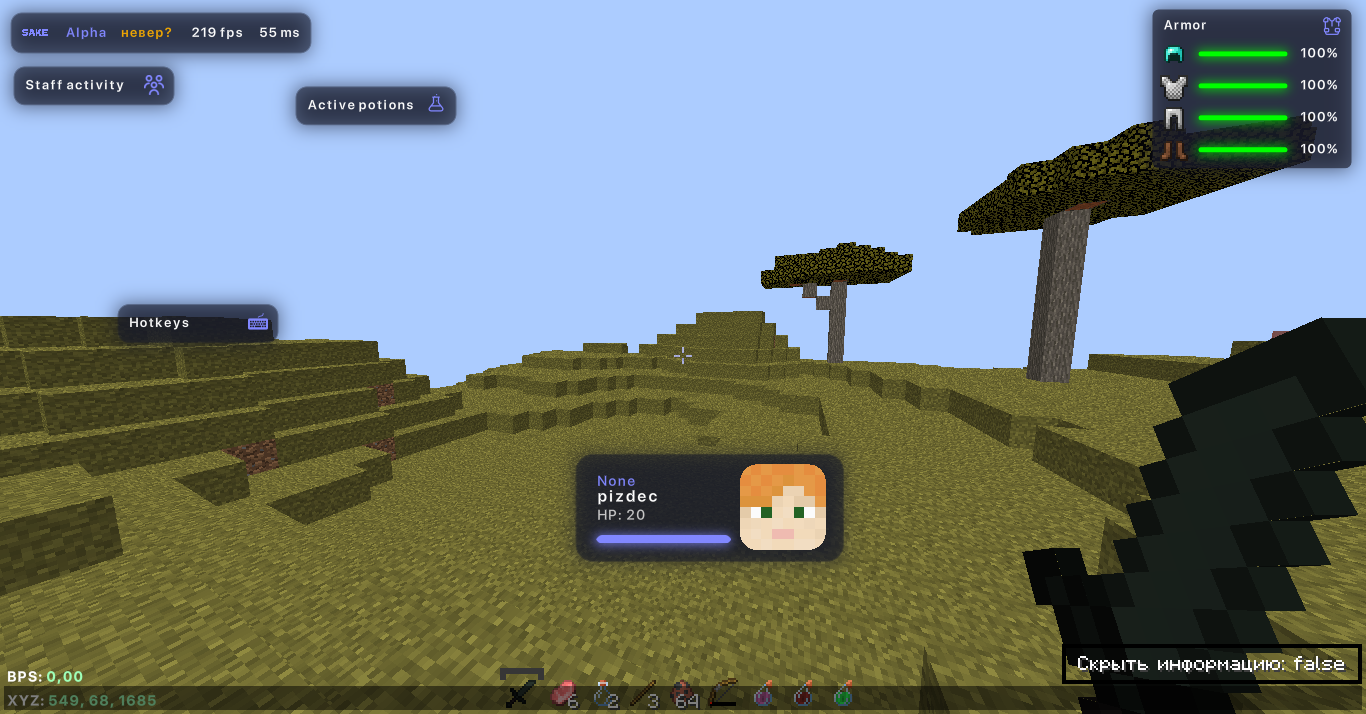 SAKE Alpha невер? 219 fps 55 ms
Staff activity
Active potions
Armor
100%
100%
100%
100%
Hotkeys
None
pizdec
HP: 20
Скрыть информацию: false
BPS: 0,00
XYZ: 549, 68, 1685
6 2 3 64